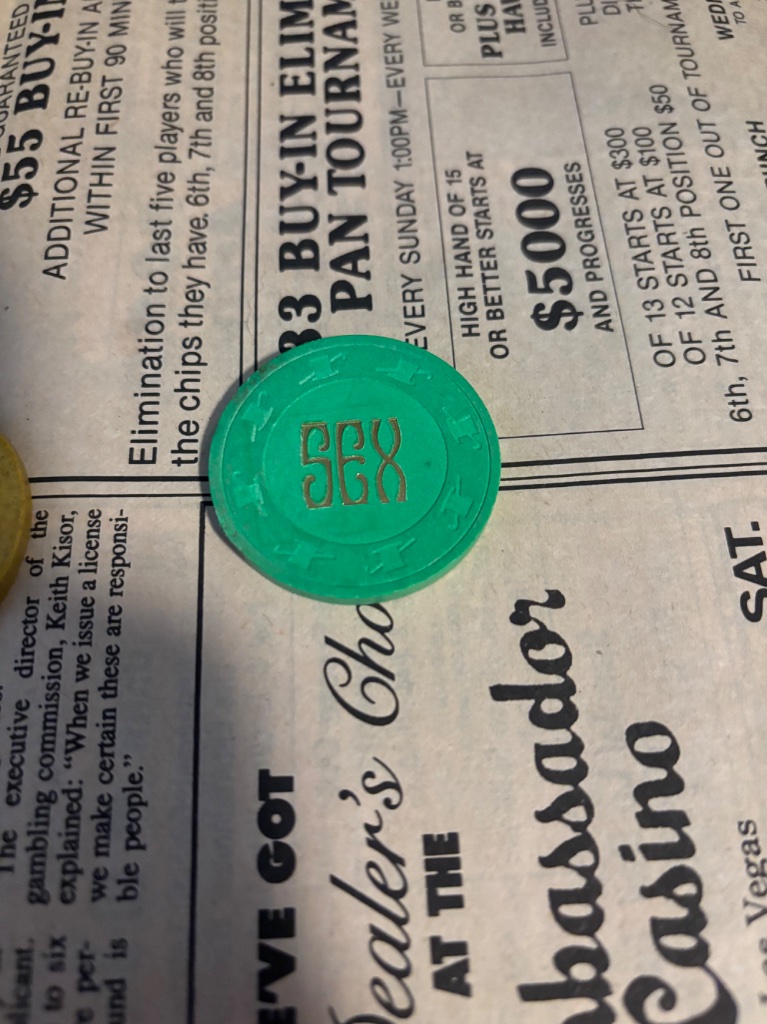 $55 BUY-IN
ADDITIONAL RE-BUY-IN
WITHIN FIRST 90 MIN
Elimination to last five players who will
the chips they have. 6th, 7th and 8th
BUY-IN ELIM
PAN TOURNAM
EVERY SUNDAY 1:00PM—EVERY WE
HIGH HAND OF 15
OR BETTER STARTS AT
$5000
AND PROGRESSES
PLUS
OF 13 STARTS AT $300
OF 12 STARTS AT $100
6th, 7th AND 8th POSITION $50
FIRST ONE OUT OF TOURNAM
SEX
The executive director of the
gambling commission, Keith Kisor,
explained: "When we issue a license
we make certain these are responsi-
ble people."
to six
E'VE GOT
Dealer's Cho
AT THE
bassador
Casino
SAT.
Vegas